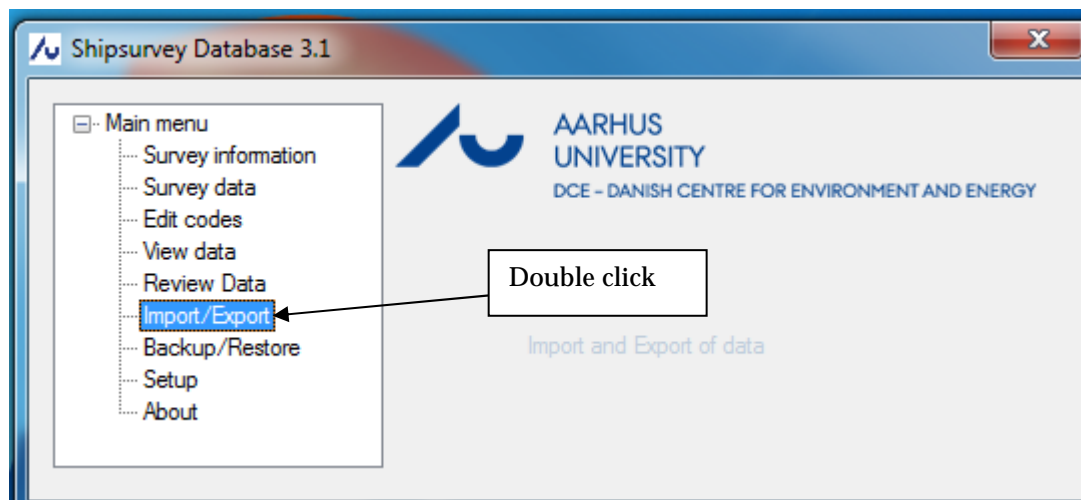 Shipsurvey Database 3.1
x
Main menu
Survey information
Survey data
Edit codes
View data
Review Data
Import/Export
Backup/Restore
Setup
About
AARHUS
UNIVERSITY
DCE – DANISH CENTRE FOR ENVIRONMENT AND ENERGY
Double click
Import and Export of data